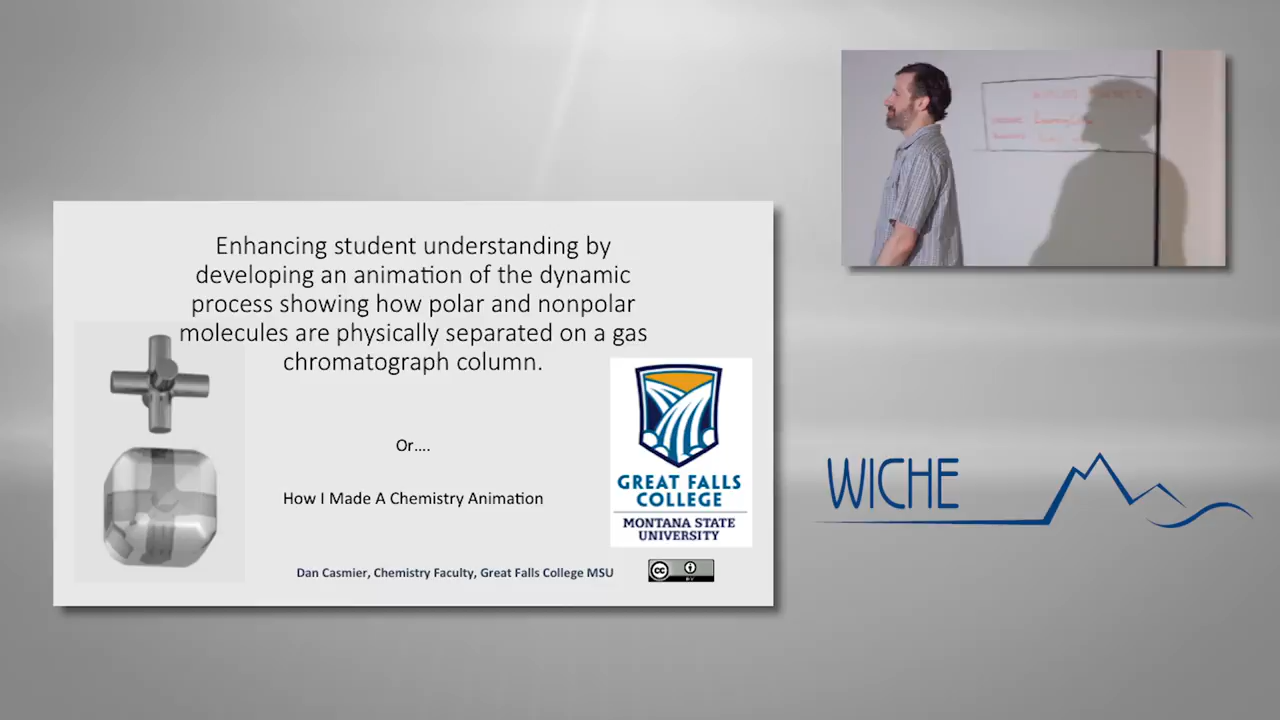 Enhancing student understanding by
developing an animation of the dynamic
process showing how polar and nonpolar
molecules are physically separated on a gas
chromatograph column.
Or....
How I Made A Chemistry Animation
GREAT FALLS
COLLEGE
MONTANA STATE
UNIVERSITY
Dan Casmier, Chemistry Faculty, Great Falls College MSU
cc
BY
WICHE